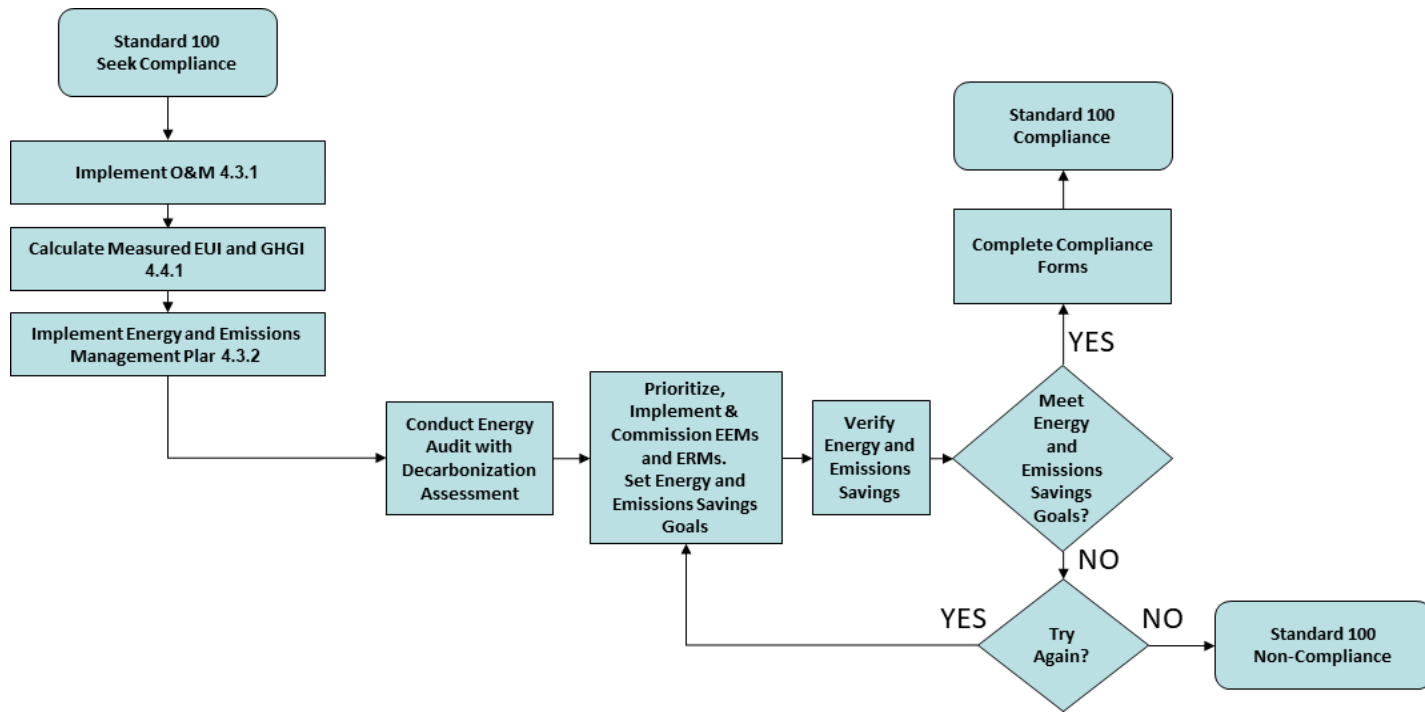 Standard 100
Seek Compliance
Implement O&M 4.3.1
Calculate Measured EUI and GHGI
4.4.1
Implement Energy and Emissions
Management Plar 4.3.2
Conduct Energy
Audit with
Decarbonization
Assessment
Prioritize,
Implement &
Commission EEMs
and ERMs.
Set Energy and
Emissions Savings
Goals
Verify
Energy and
Emissions
Savings
Meet
Energy
and
Emissions
Savings
Goals?
YES
Complete Compliance
Forms
Standard 100
Compliance
NO
Try
Again?
YES
NO
Standard 100
Non-Compliance